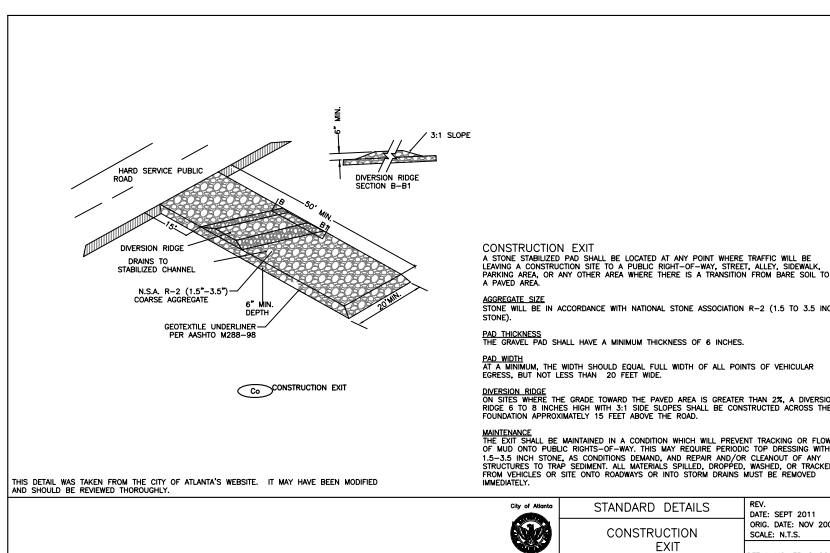 6" MIN.
3:1 SLOPE
HARD SERVICE PUBLIC
ROAD
DIVERSION RIDGE
SECTION B-B1
B
50' MIN.
B1
15'
DIVERSION RIDGE
DRAINS TO
STABILIZED CHANNEL
N.S.A. R-2 (1.5"-3.5")
COARSE AGGREGATE
6" MIN.
DEPTH
20'MIN.
GEOTEXTILE UNDERLINER
PER AASHTO M288-98
Co CONSTRUCTION EXIT
CONSTRUCTION EXIT
A STONE STABILIZED PAD SHALL BE LOCATED AT ANY POINT WHERE TRAFFIC WILL BE
LEAVING A CONSTRUCTION SITE TO A PUBLIC RIGHT-OF-WAY, STREET, ALLEY, SIDEWALK,
PARKING AREA, OR ANY OTHER AREA WHERE THERE IS A TRANSITION FROM BARE SOIL TO
A PAVED AREA.
AGGREGATE SIZE
STONE WILL BE IN ACCORDANCE WITH NATIONAL STONE ASSOCIATION R-2 (1.5 TO 3.5 INC
STONE).
PAD THICKNESS
THE GRAVEL PAD SHALL HAVE A MINIMUM THICKNESS OF 6 INCHES.
PAD WIDTH
AT A MINIMUM, THE WIDTH SHOULD EQUAL FULL WIDTH OF ALL POINTS OF VEHICULAR
EGRESS, BUT NOT LESS THAN 20 FEET WIDE.
DIVERSION RIDGE
ON SITES WHERE THE GRADE TOWARD THE PAVED AREA IS GREATER THAN 2%, A DIVERSIO
RIDGE 6 TO 8 INCHES HIGH WITH 3:1 SIDE SLOPES SHALL BE CONSTRUCTED ACROSS THE
FOUNDATION APPROXIMATELY 15 FEET ABOVE THE ROAD.
MAINTENANCE
THE EXIT SHALL BE MAINTAINED IN A CONDITION WHICH WILL PREVENT TRACKING OR FLOW
OF MUD ONTO PUBLIC RIGHTS-OF-WAY. THIS MAY REQUIRE PERIODIC TOP DRESSING WITH
1.5-3.5 INCH STONE, AS CONDITIONS DEMAND, AND REPAIR AND/OR CLEANOUT OF ANY
STRUCTURES TO TRAP SEDIMENT. ALL MATERIALS SPILLED, DROPPED, WASHED, OR TRACKED
FROM VEHICLES OR SITE ONTO ROADWAYS OR INTO STORM DRAINS MUST BE REMOVED
IMMEDIATELY.
THIS DETAIL WAS TAKEN FROM THE CITY OF ATLANTA'S WEBSITE. IT MAY HAVE BEEN MODIFIED
AND SHOULD BE REVIEWED THOROUGHLY.
City of Atlanta
STANDARD DETAILS
CONSTRUCTION
EXIT
REV.
DATE: SEPT 2011
ORIG. DATE: NOV 200
SCALE: N.T.S.